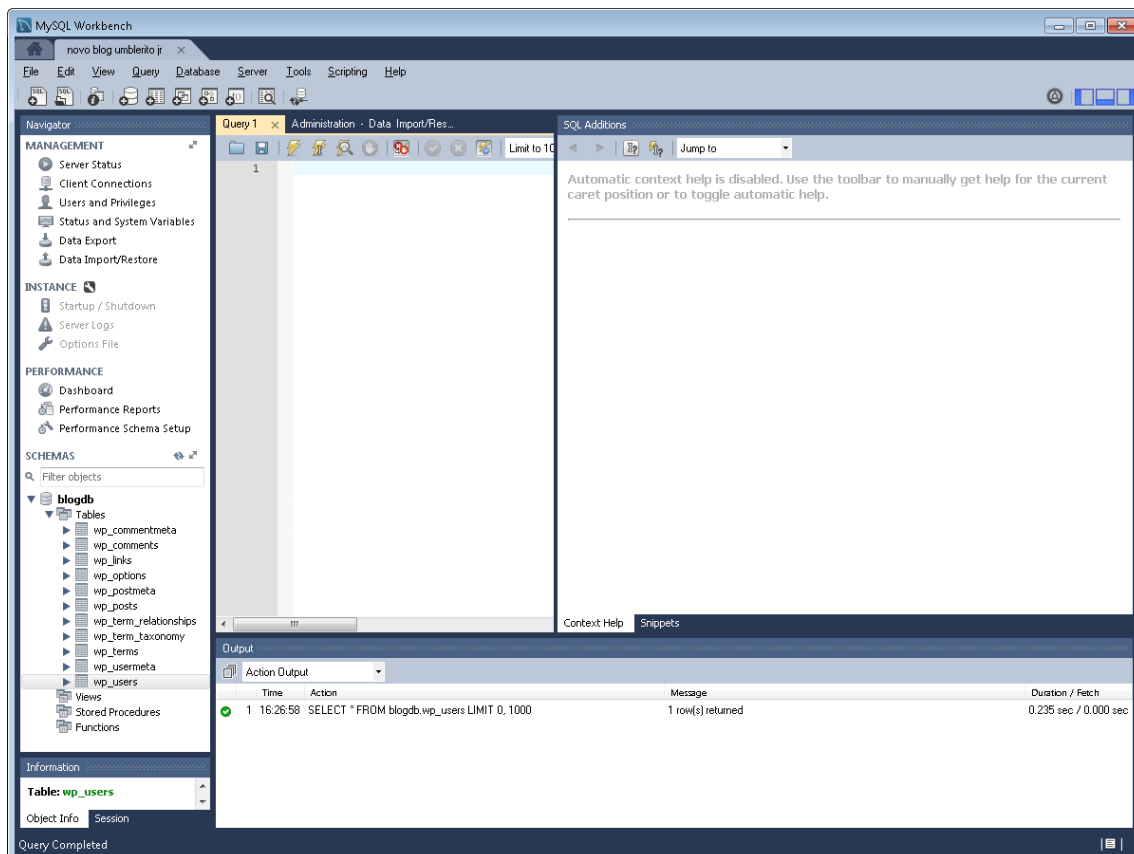 MySQL Workbench
novo blog umblerito jr
File Edit View Query Database Server Tools Scripting Help
Navigator
MANAGEMENT
Server Status
Client Connections
Users and Privileges
Status and System Variables
Data Export
Data Import/Restore
INSTANCE
Startup / Shutdown
Server Logs
Options File
PERFORMANCE
Dashboard
Performance Reports
Performance Schema Setup
SCHEMAS
Filter objects
blogdb
Tables
wp_commentmeta
wp_comments
wp_links
wp_options
wp_postmeta
wp_posts
wp_term_relationships
wp_term_taxonomy
wp_terms
wp_usermeta
wp_users
Views
Stored Procedures
Functions
Information
Table: wp_users
Object Info Session
Query 1 Administration - Data Import/Res...
Limit to 10
1
SQL Additions
Jump to
Automatic context help is disabled. Use the toolbar to manually get help for the current
caret position or to toggle automatic help.
Context Help Snippets
Output
Action Output
Time Action Message Duration / Fetch
1 16:26:58 SELECT * FROM blogdb.wp_users LIMIT 0, 1000 1 row(s) returned 0.235 sec / 0.000 sec
Query Completed